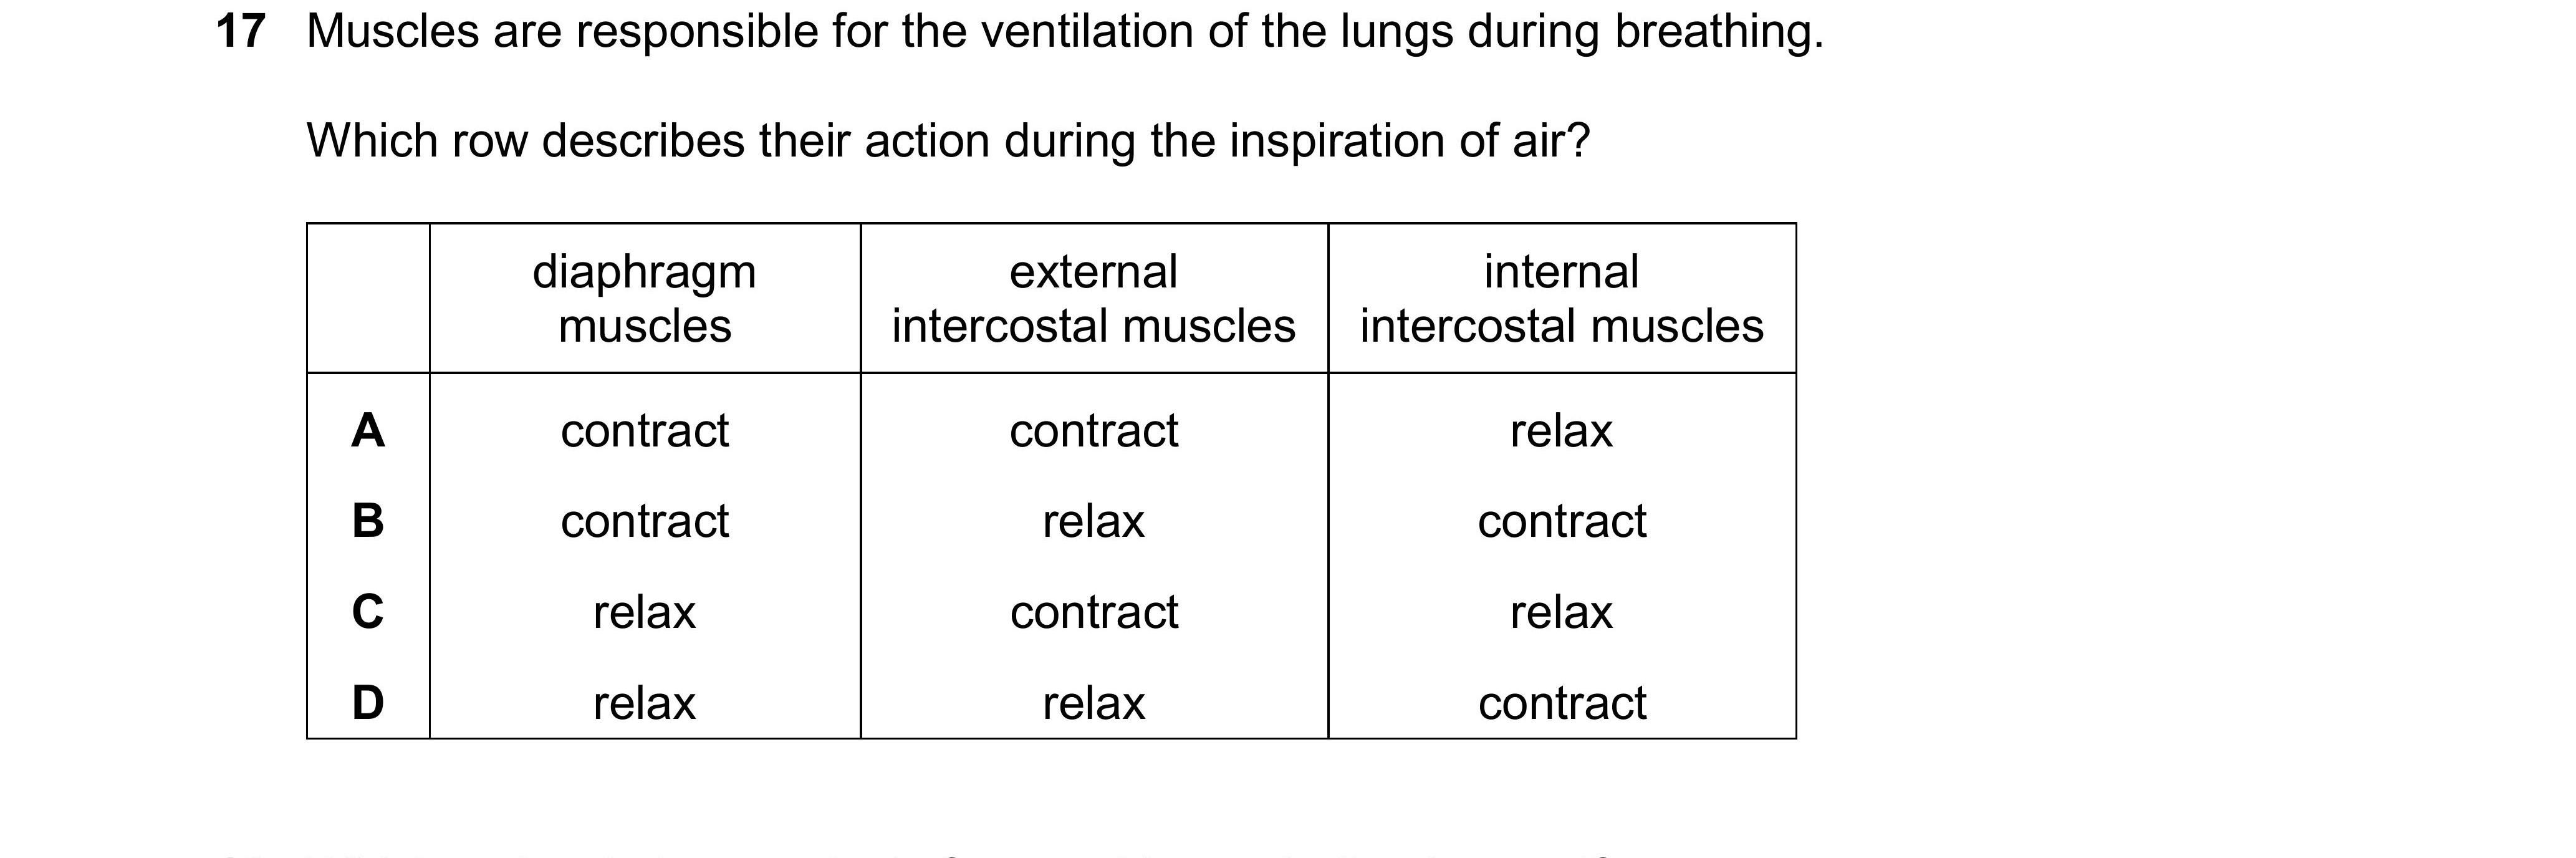 17 Muscles are responsible for the ventilation of the lungs during breathing.
Which row describes their action during the inspiration of air?
diaphragm muscles external intercostal muscles internal intercostal muscles
A contract contract relax
B contract relax contract
C relax contract relax
D relax relax contract